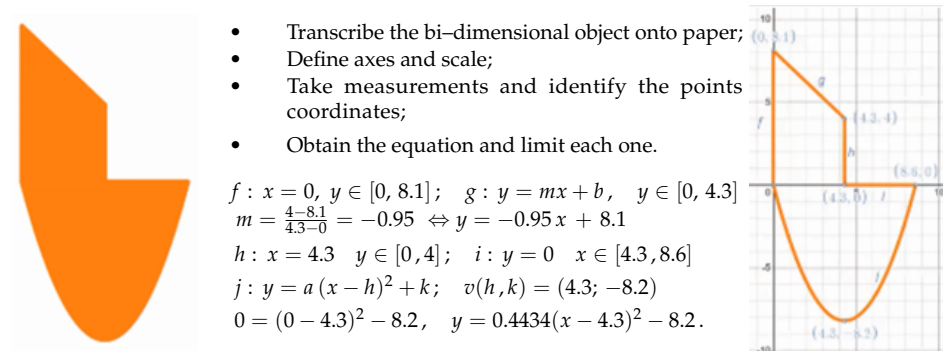 • Transcribe the bi–dimensional object onto paper;
• Define axes and scale;
• Take measurements and identify the points
coordinates;
• Obtain the equation and limit each one.
f : x = 0, y ∈ [0, 8.1]; g : y = mx + b, y ∈ [0, 4.3]
m = \frac{4−8.1}{4.3−0} = −0.95 ⇔ y = −0.95 x + 8.1
h : x = 4.3 y ∈ [0, 4]; i : y = 0 x ∈ [4.3, 8.6]
j : y = a (x − h)² + k; v(h, k) = (4.3; −8.2)
0 = (0 − 4.3)² − 8.2, y = 0.4434(x − 4.3)² − 8.2.
10
(0, 8.1)
g
5
f
(4.3, 4)
h
(8.6, 0)
0
10
(4.3, 0)
i
-5
j
(4.3, −8.2)
-10